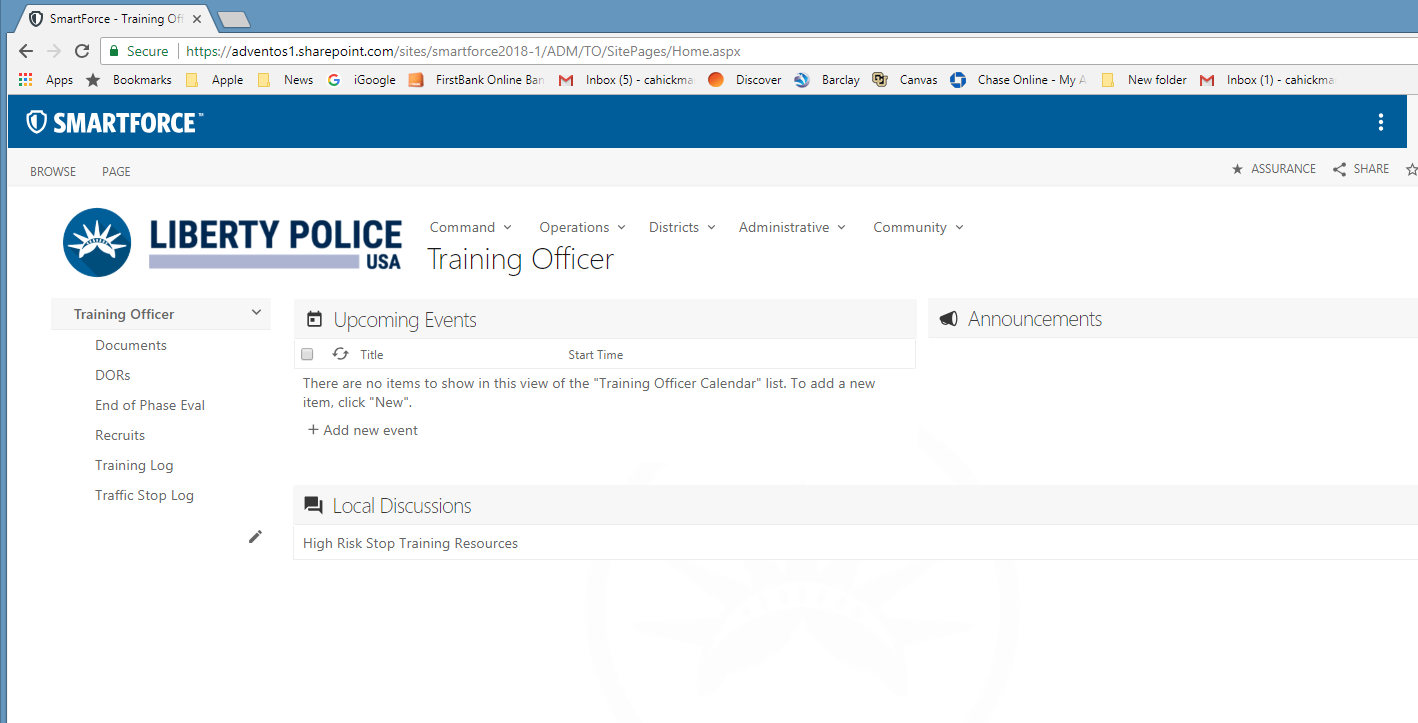 SmartForce - Training Off
Secure https://adventos1.sharepoint.com/sites/smartforce2018-1/ADM/TO/SitePages/Home.aspx
Apps Bookmarks Apple News iGoogle FirstBank Online Ban Inbox (5) - cahickma Discover Barclay Canvas Chase Online - My A New folder Inbox (1) - cahickma
SMARTFORCE™
BROWSE PAGE ASSURANCE SHARE
LIBERTY POLICE
USA
Command Operations Districts Administrative Community
Training Officer
Training Officer
Documents
DORs
End of Phase Eval
Recruits
Training Log
Traffic Stop Log
Upcoming Events
Title Start Time
There are no items to show in this view of the "Training Officer Calendar" list. To add a new
item, click "New".
+ Add new event
Announcements
Local Discussions
High Risk Stop Training Resources